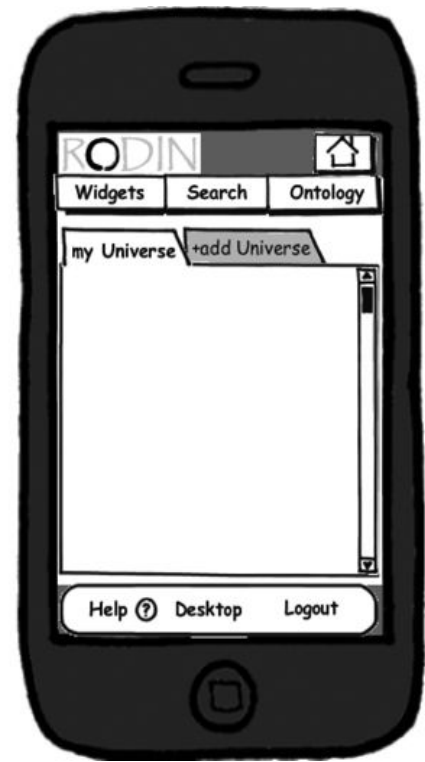 RODIN
Widgets Search Ontology
my Universe +add Universe
Help ? Desktop Logout